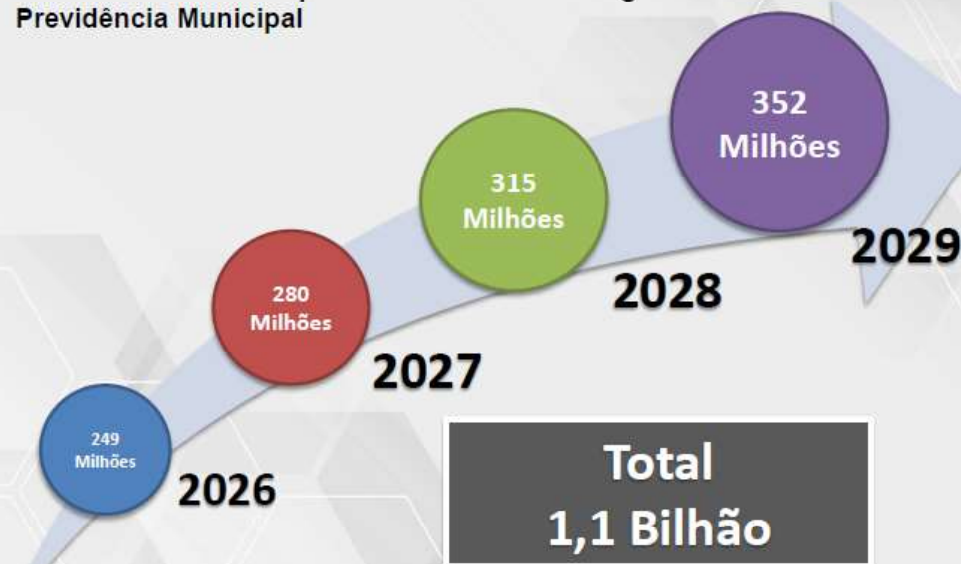 Previdência Municipal
352
Milhões
2029
315
Milhões
2028
280
Milhões
2027
249
Milhões
2026
Total
1,1 Bilhão